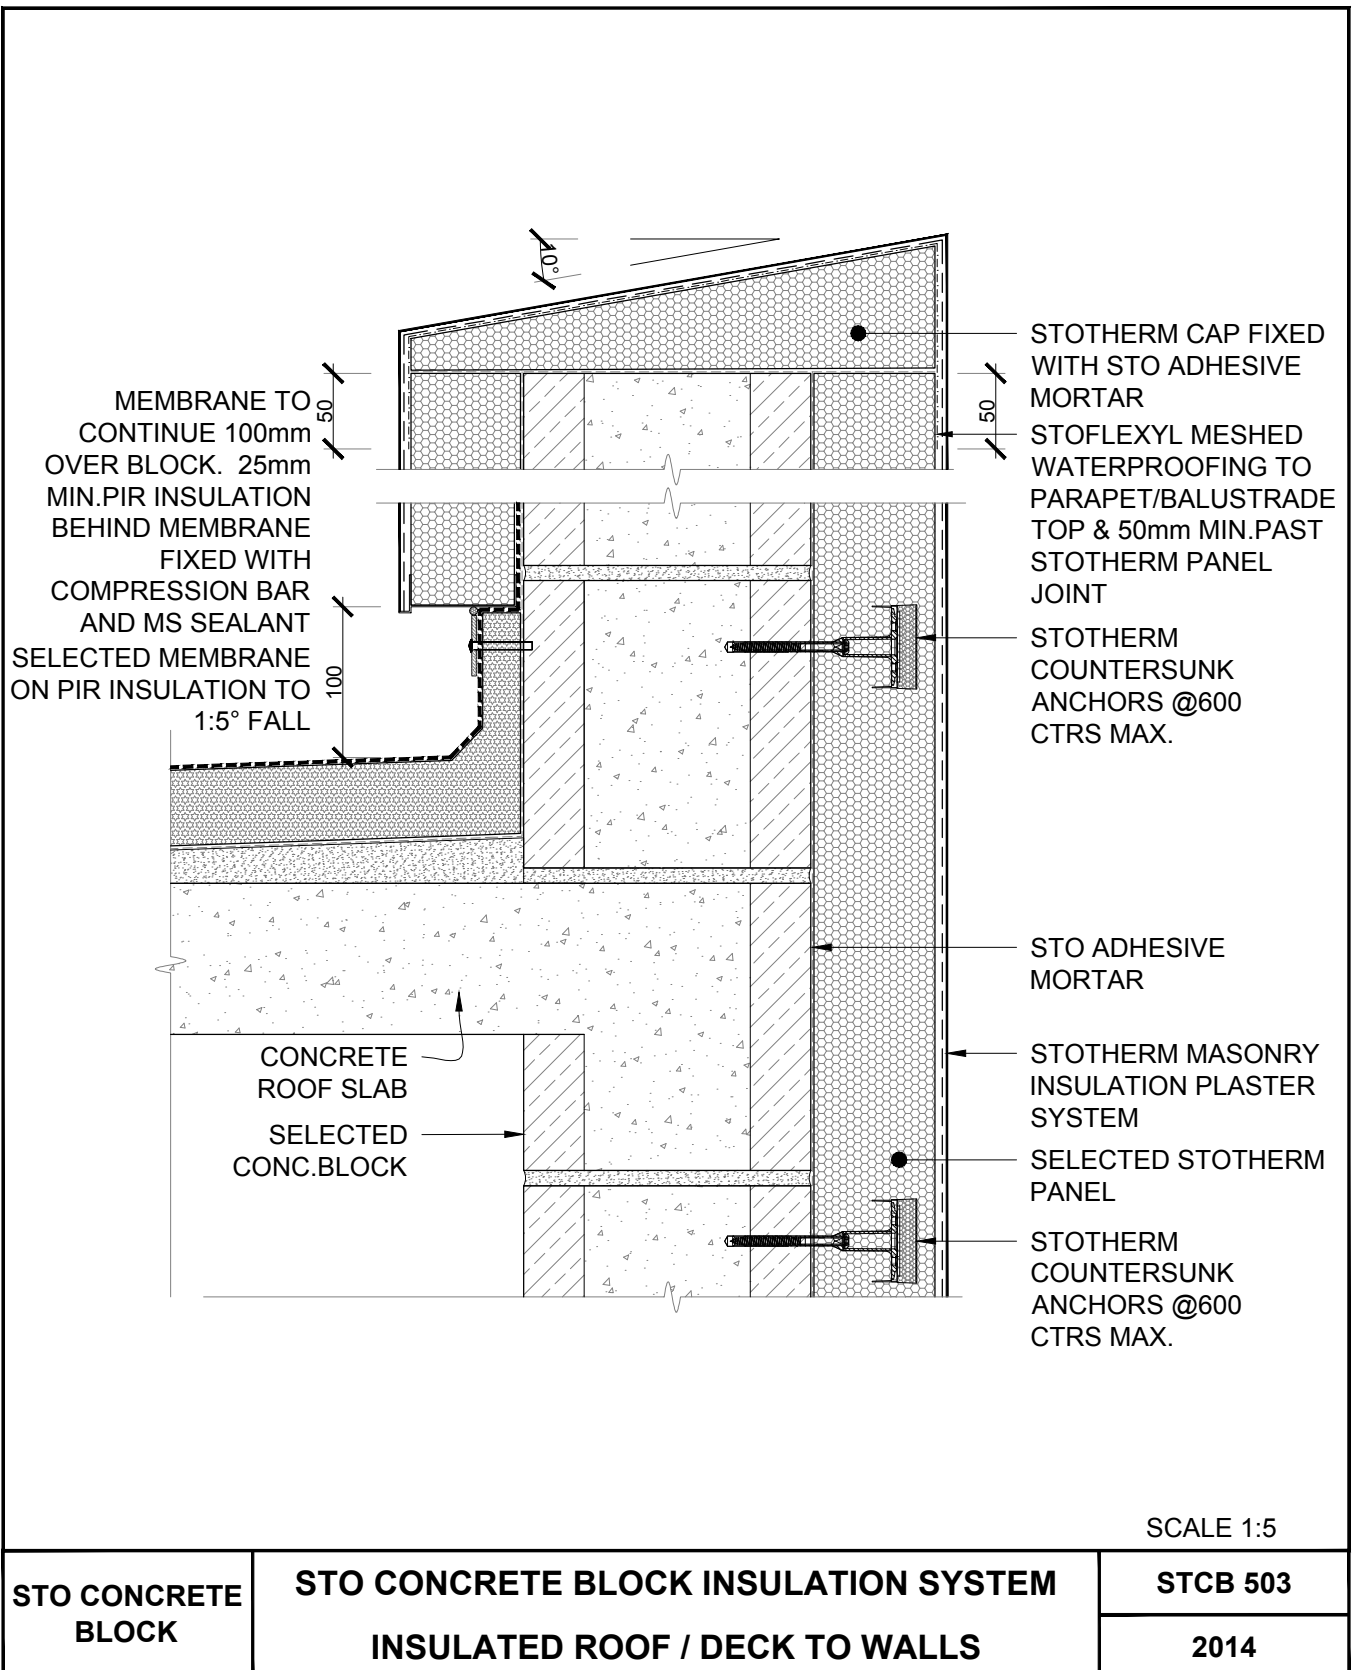 10°
STOTHERM CAP FIXED
WITH STO ADHESIVE
MORTAR
50
50
MEMBRANE TO
CONTINUE 100mm
OVER BLOCK. 25mm
MIN.PIR INSULATION
BEHIND MEMBRANE
FIXED WITH
COMPRESSION BAR
AND MS SEALANT
STOFLEXYL MESHED
WATERPROOFING TO
PARAPET/BALUSTRADE
TOP & 50mm MIN.PAST
STOTHERM PANEL
JOINT
SELECTED MEMBRANE
ON PIR INSULATION TO
1:5° FALL
100
STOTHERM
COUNTERSUNK
ANCHORS @600
CTRS MAX.
STO ADHESIVE
MORTAR
CONCRETE
ROOF SLAB
STOTHERM MASONRY
INSULATION PLASTER
SYSTEM
SELECTED
CONC.BLOCK
SELECTED STOTHERM
PANEL
STOTHERM
COUNTERSUNK
ANCHORS @600
CTRS MAX.
SCALE 1:5
STO CONCRETE
BLOCK
STO CONCRETE BLOCK INSULATION SYSTEM
INSULATED ROOF / DECK TO WALLS
STCB 503
2014